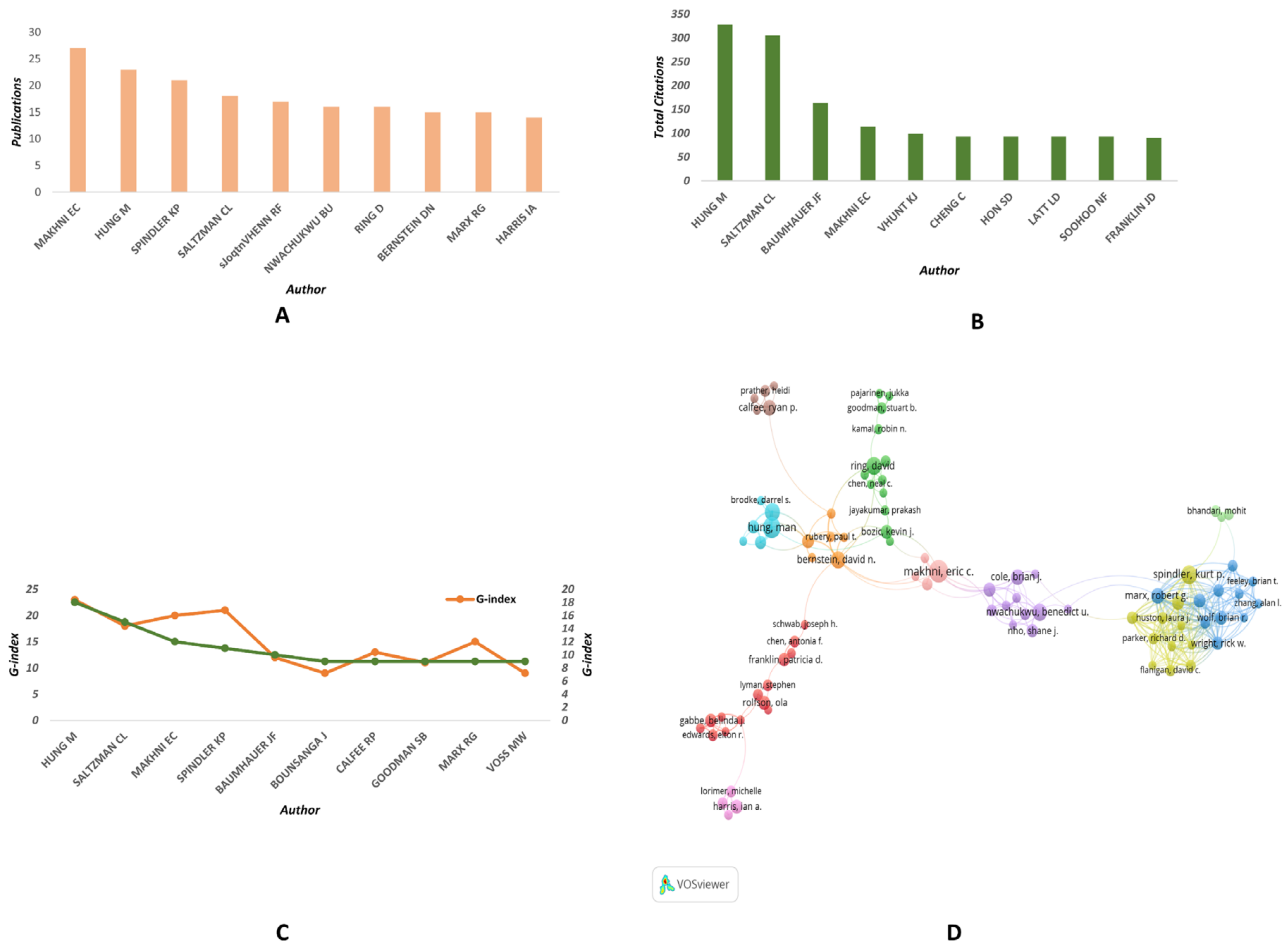 30
25
20
15
10
5
0
Publications
MAKHNI EC
HUNG M
SPINDLER KP
SALTZMAN CL
sJoqtnVHENN RF
NWACHUKWU BU
RING D
BERNSTEIN DN
MARX RG
HARRIS IA
Author
A
350
300
250
200
150
100
50
0
Total Citations
HUNG M
SALTZMAN CL
BAUMHAUER JF
MAKHNI EC
VHUNT KJ
CHENG C
HON SD
LATT LD
SOOHOO NF
FRANKLIN JD
Author
B
25
20
15
10
5
0
G-index
G-index
20
18
16
14
12
10
8
6
4
2
0
G-index
HUNG M
SALTZMAN CL
MAKHNI EC
SPINDLER KP
BAUMHAUER JF
BOUNSANGA J
CALFEE RP
GOODMAN SB
MARX RG
VOSS MW
Author
C
prather, heidi
calfee, ryan p.
pajarinen, jukka
goodman, stuart b.
kamal, robin n.
ring, david
chen, neal c.
brodke, darrel s.
hung, man
jayakumar, prakash
rubery, paul t.
bozic, kevin j.
bernstein, david n.
makhni, eric c.
cole, brian j.
nwachukwu, benedict u.
nho, shane j.
bhandari, mohit
spindler, kurt p.
feeley, brian t.
marx, robert g.
zhang, alan l.
huston, laura j.
wolf, brian r.
parker, richard d.
wright, rick w.
flanigan, david c.
schwab, joseph h.
chen, antonia f.
franklin, patricia d.
lyman, stephen
rolfson, ola
gabbe, belinda j.
edwards, elton r.
lorimer, michelle
harris, ian a.
VOSviewer
D